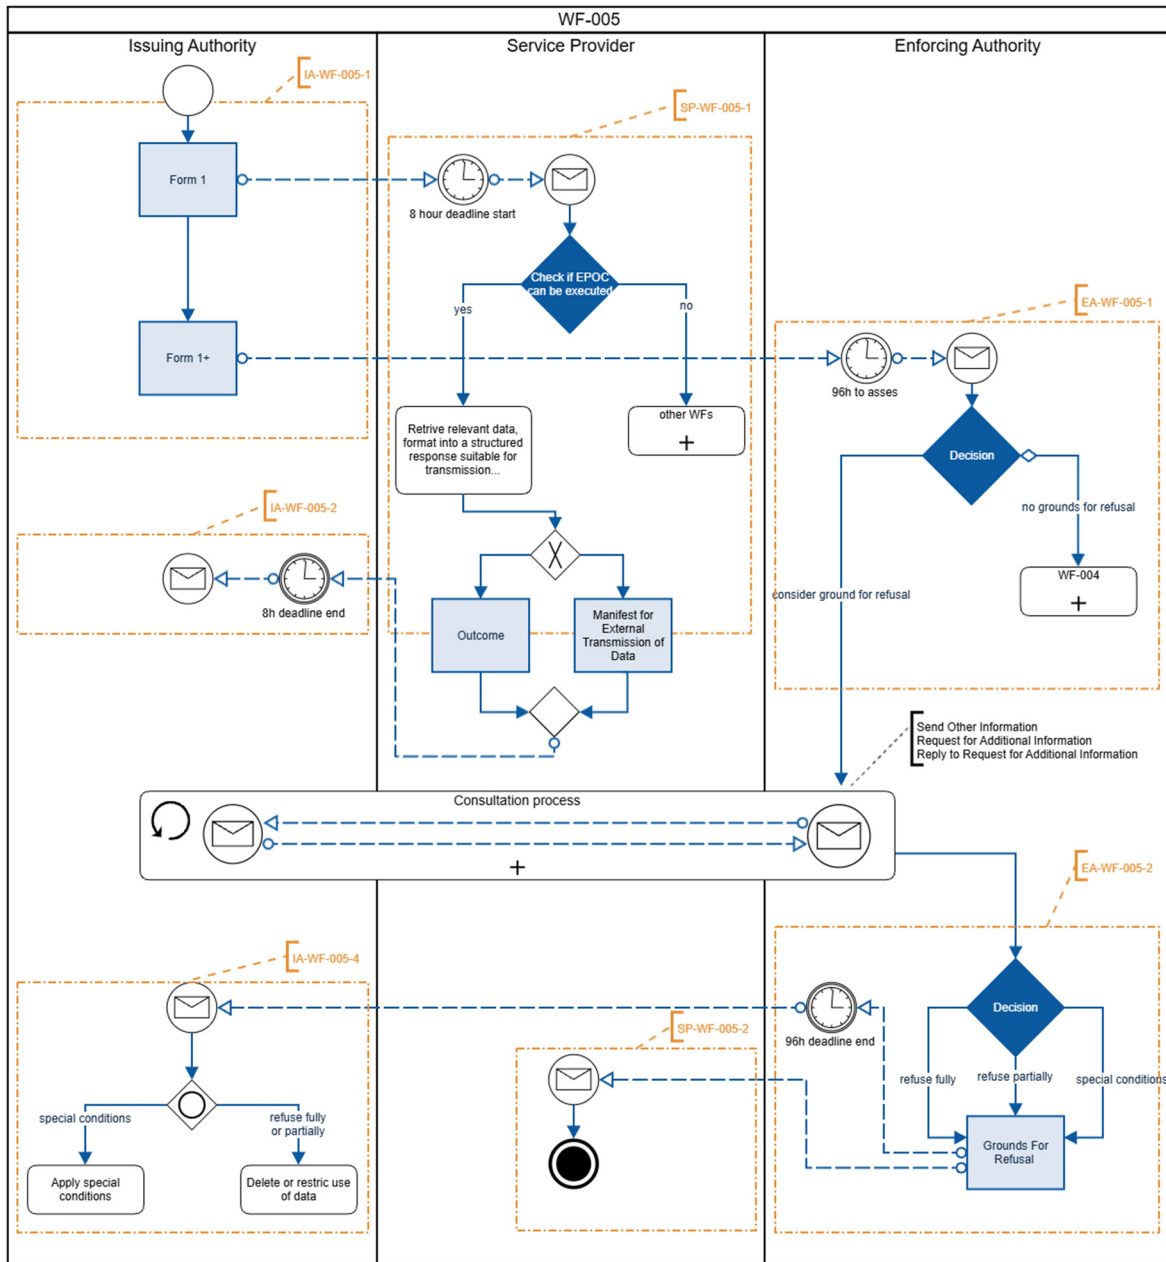 WF-005
Issuing Authority
Service Provider
Enforcing Authority
IA-WF-005-1
SP-WF-005-1
Form 1
8 hour deadline start
Check if EPOC
can be executed
yes
no
EA-WF-005-1
Form 1+
96h to asses
Retrive relevant data,
format into a structured
response suitable for
transmission...
other WFs
Decision
no grounds for refusal
IA-WF-005-2
8h deadline end
WF-004
consider ground for refusal
Outcome
Manifest for
External
Transmission of
Data
Send Other Information
Request for Additional Information
Reply to Request for Additional Information
Consultation process
EA-WF-005-2
IA-WF-005-4
SP-WF-005-2
Decision
96h deadline end
refuse fully
refuse partially
special conditions
special conditions
refuse fully
or partially
Grounds For
Refusal
Apply special
conditions
Delete or restric use
of data